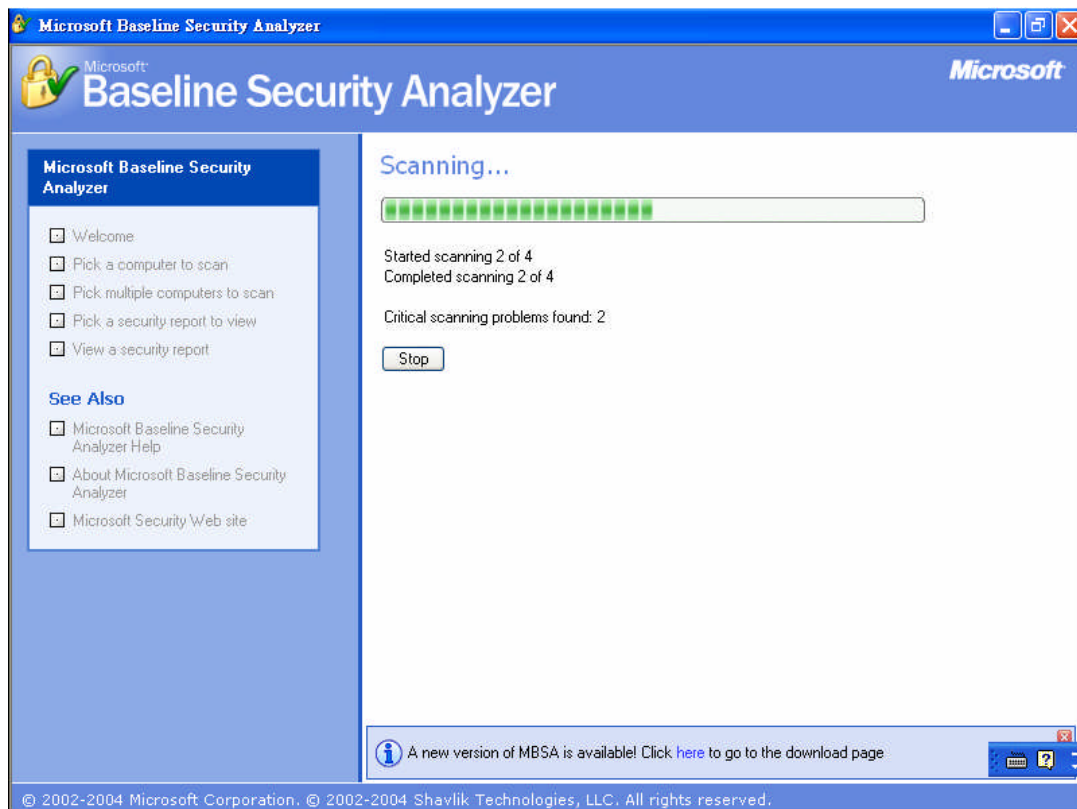 Microsoft Baseline Security Analyzer
Microsoft
Baseline Security Analyzer
Microsoft
Microsoft Baseline Security
Analyzer
Welcome
Pick a computer to scan
Pick multiple computers to scan
Pick a security report to view
View a security report
See Also
Microsoft Baseline Security
Analyzer Help
About Microsoft Baseline Security
Analyzer
Microsoft Security Web site
Scanning...
Started scanning 2 of 4
Completed scanning 2 of 4
Critical scanning problems found: 2
Stop
A new version of MBSA is available! Click here to go to the download page
© 2002-2004 Microsoft Corporation. © 2002-2004 Shavlik Technologies, LLC. All rights reserved.